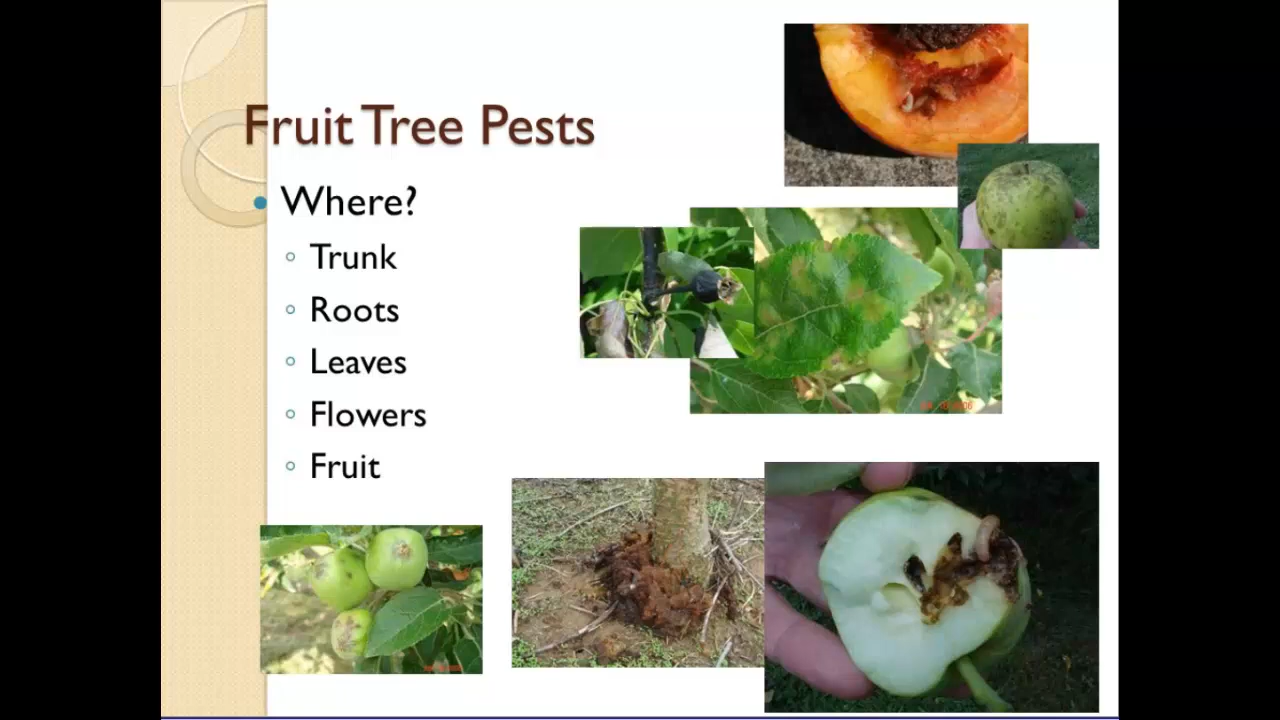 Fruit Tree Pests
Where?
Trunk
Roots
Leaves
Flowers
Fruit